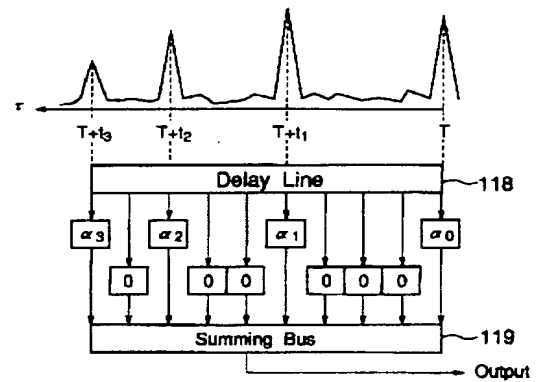 τ
T+t₃ T+t₂ T+t₁ T
Delay Line 118
α₃ α₂ α₁ α₀
0 0 0 0 0 0
Summing Bus 119
Output